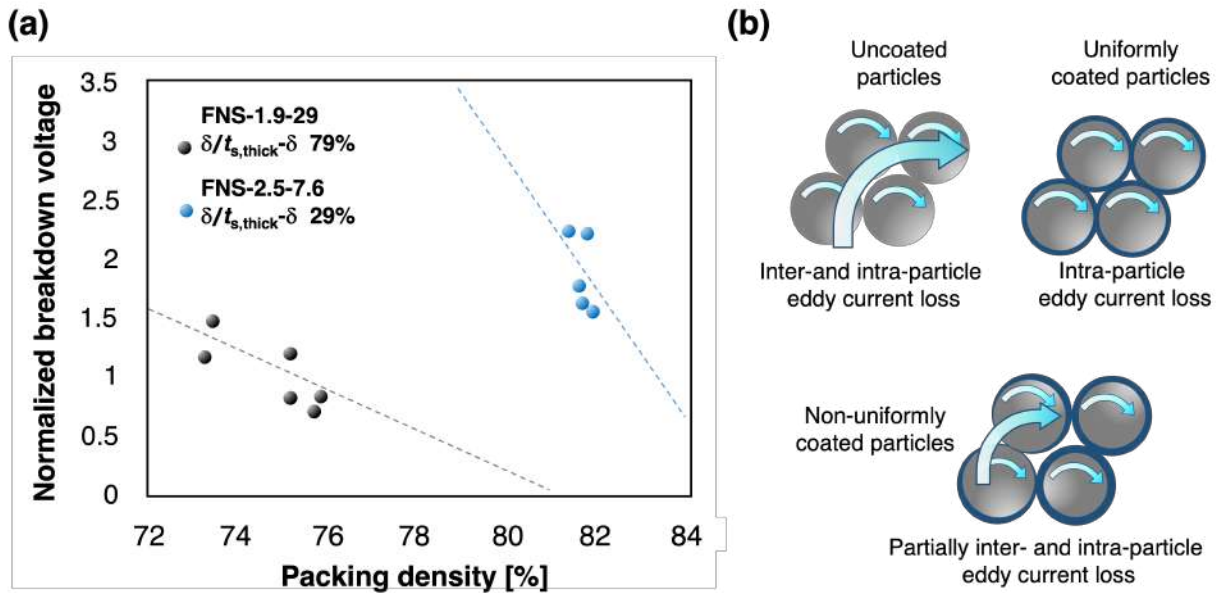 (a)
Normalized breakdown voltage
3.5
3
2.5
2
1.5
1
0.5
0
FNS-1.9-29
δ/ts,thick-δ 79%
FNS-2.5-7.6
δ/ts,thick-δ 29%
72 74 76 78 80 82 84
Packing density [%]
(b)
Uncoated
particles
Inter-and intra-particle
eddy current loss
Uniformly
coated particles
Intra-particle
eddy current loss
Non-uniformly
coated particles
Partially inter- and intra-particle
eddy current loss